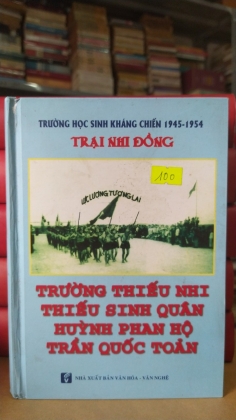 TRƯỜNG HỌC SINH KHÁNG CHIẾN 1945-1954
TRẠI NHI ĐỒNG
100
LỰC LƯỢNG TƯƠNG LAI
TRƯỜNG THIẾU NHI
THIẾU SINH QUÂN
HUỲNH PHAN HỘ
TRẦN QUỐC TOẢN
NHÀ XUẤT BẢN VĂN HÓA - VĂN NGHỆ